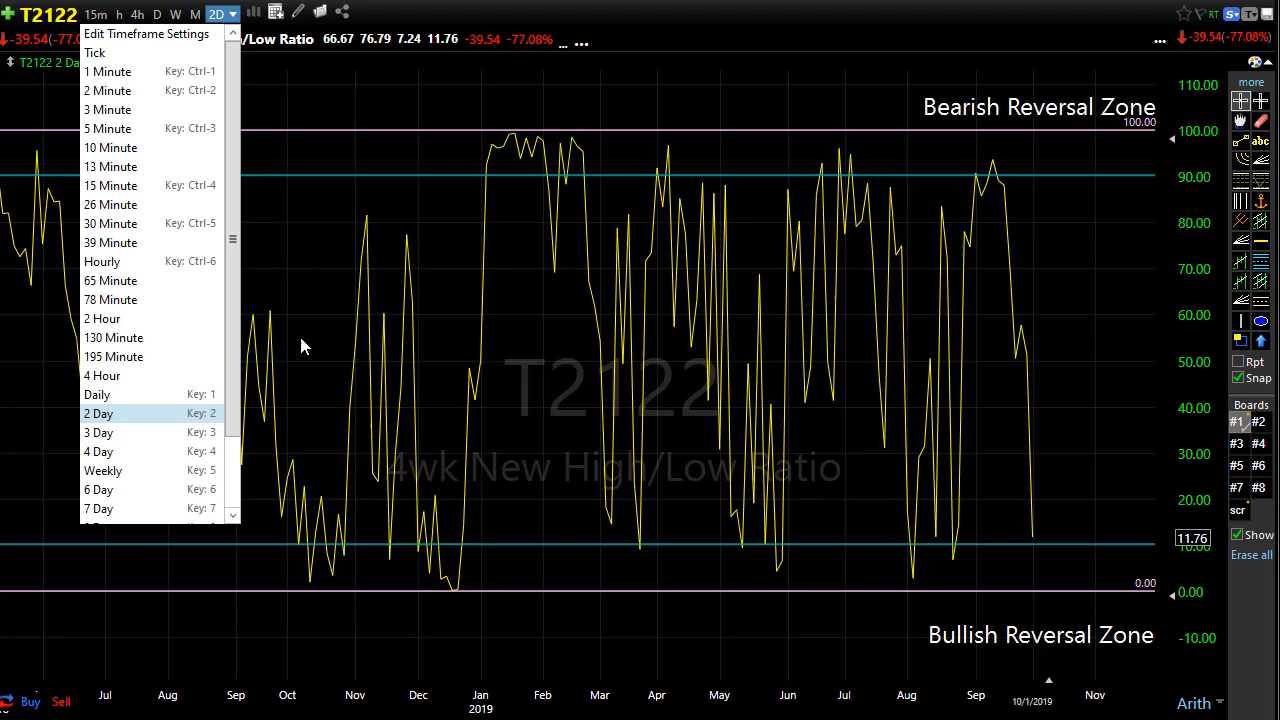 T2122 15m h 4h D W M 2D RT S T
-39.54(-77.
/Low Ratio 66.67 76.79 7.24 11.76 -39.54 -77.08% ... •••
••• -39.54(-77.08%)
T2122 2 Da
Edit Timeframe Settings
Tick
1 Minute Key: Ctrl-1
2 Minute Key: Ctrl-2
3 Minute
5 Minute Key: Ctrl-3
10 Minute
13 Minute
15 Minute Key: Ctrl-4
26 Minute
30 Minute Key: Ctrl-5
39 Minute
Hourly Key: Ctrl-6
65 Minute
78 Minute
2 Hour
130 Minute
195 Minute
4 Hour
Daily Key: 1
2 Day Key: 2
3 Day Key: 3
4 Day Key: 4
Weekly Key: 5
6 Day Key: 6
7 Day Key: 7
Bearish Reversal Zone
100.00
T2122
4wk New High/Low Ratio
0.00
Bullish Reversal Zone
110.00
100.00
90.00
80.00
70.00
60.00
50.00
40.00
30.00
20.00
11.76
10.00
0.00
-10.00
more
abc
Rpt
Snap
Boards
#1 #2
#3 #4
#5 #6
#7 #8
scr
Show
Erase all
Buy Sell
Jul Aug Sep Oct Nov Dec Jan Feb Mar Apr May Jun Jul Aug Sep Nov
2019 10/1/2019
Arith